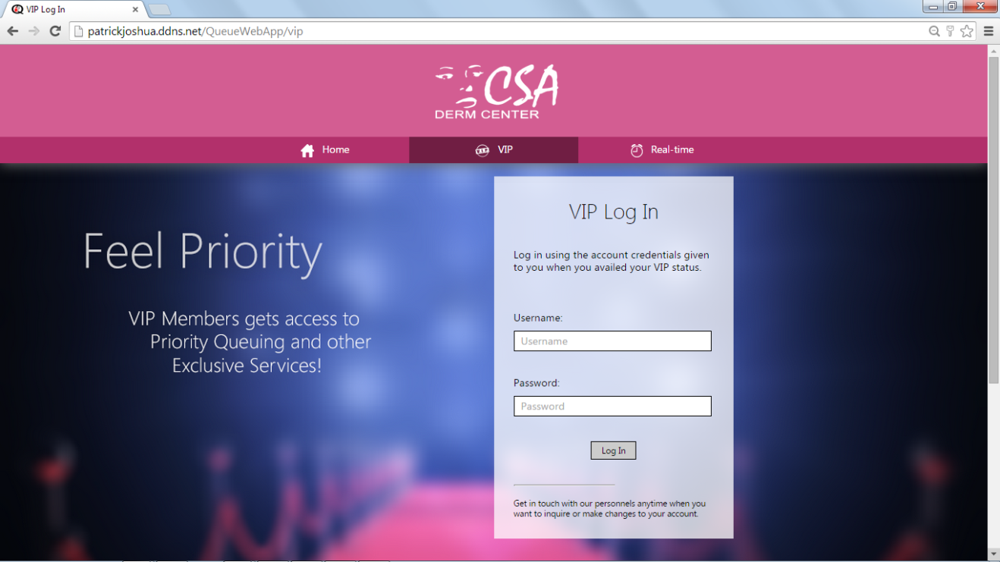 VIP Log In
patrickjoshua.ddns.net/QueueWebApp/vip
CSA
DERM CENTER
Home
VIP
VIP
Real-time
Feel Priority
VIP Members gets access to
Priority Queuing and other
Exclusive Services!
VIP Log In
Log in using the account credentials given
to you when you availed your VIP status.
Username:
Username
Password:
Password
Log In
Get in touch with our personnels anytime when you
want to inquire or make changes to your account.